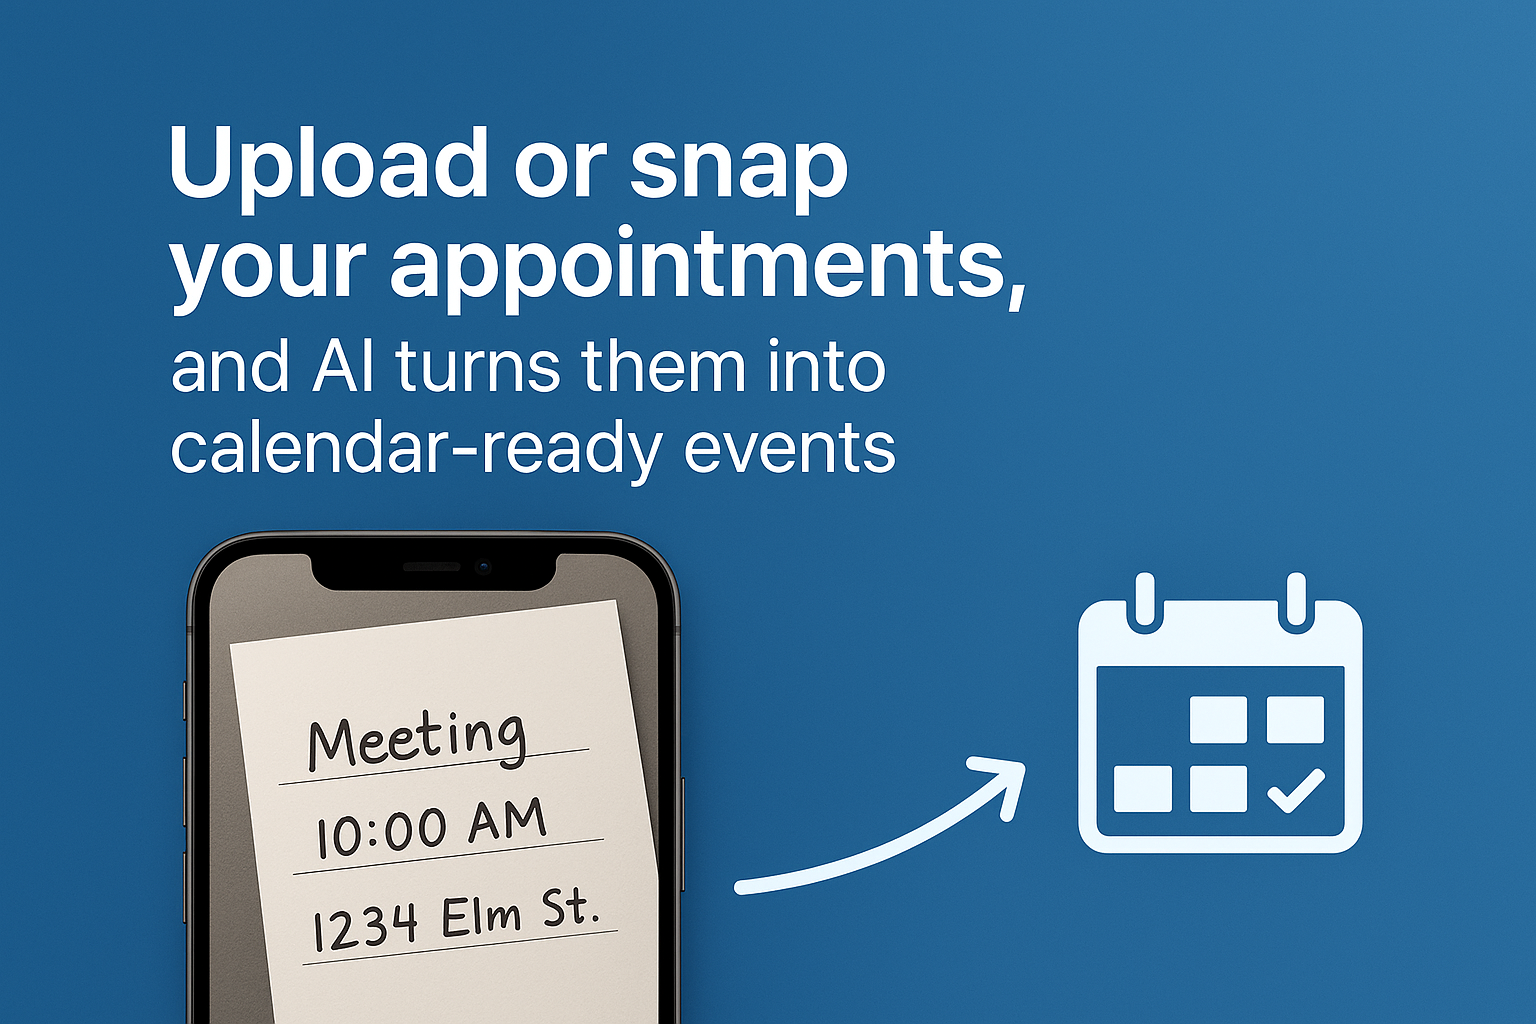 Upload or snap
your appointments,
and AI turns them into
calendar-ready events
Meeting
10:00 AM
1234 Elm St.